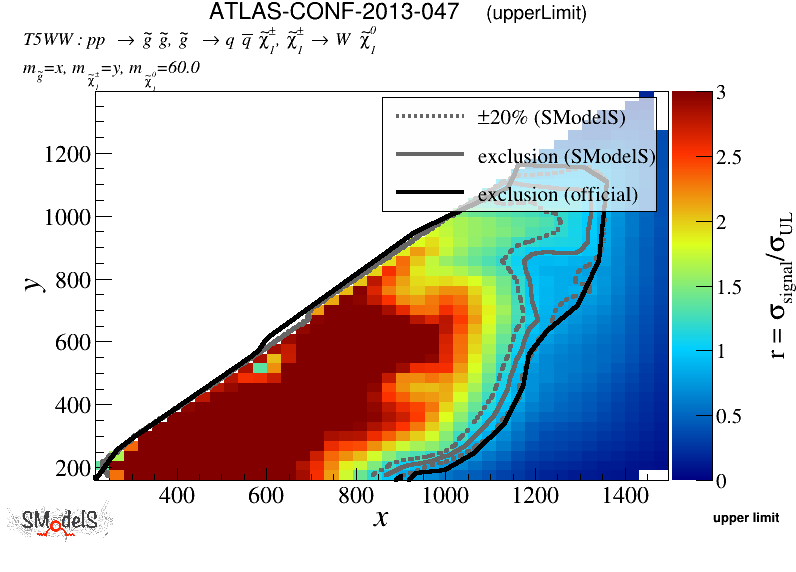 ATLAS-CONF-2013-047 (upperLimit)
T5WW : pp → g̃ g̃, g̃ → q q̅ χ̃₁±, χ̃₁± → W χ̃₁⁰
m_g̃=x, m_χ̃₁±=y, m_χ̃₁⁰=60.0
±20% (SModelS)
exclusion (SModelS)
exclusion (official)
1200
1000
800
600
400
200
y
400 600 800 1000 1200 1400
x
3
2.5
2
1.5
1
0.5
0
r = σ_signal/σ_UL
SModelS
upper limit